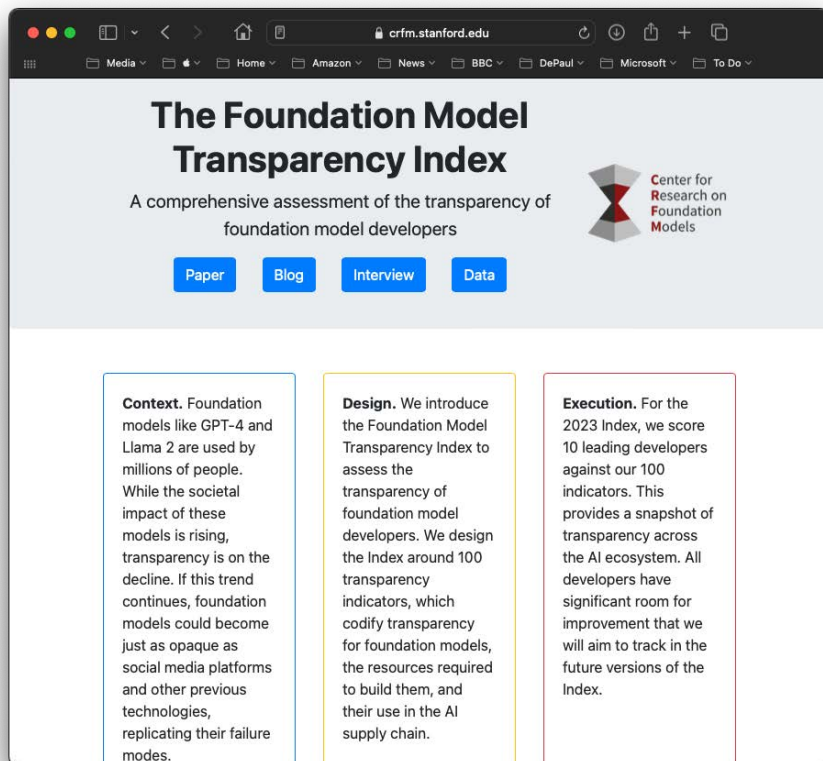 crfm.stanford.edu
Media Home Amazon News BBC DePaul Microsoft To Do
The Foundation Model
Transparency Index
A comprehensive assessment of the transparency of
foundation model developers
Paper Blog Interview Data
Center for
Research on
Foundation
Models
Context. Foundation
models like GPT-4 and
Llama 2 are used by
millions of people.
While the societal
impact of these
models is rising,
transparency is on the
decline. If this trend
continues, foundation
models could become
just as opaque as
social media platforms
and other previous
technologies,
replicating their failure
modes.
Design. We introduce
the Foundation Model
Transparency Index to
assess the
transparency of
foundation model
developers. We design
the Index around 100
transparency
indicators, which
codify transparency
for foundation models,
the resources required
to build them, and
their use in the AI
supply chain.
Execution. For the
2023 Index, we score
10 leading developers
against our 100
indicators. This
provides a snapshot of
transparency across
the AI ecosystem. All
developers have
significant room for
improvement that we
will aim to track in the
future versions of the
Index.